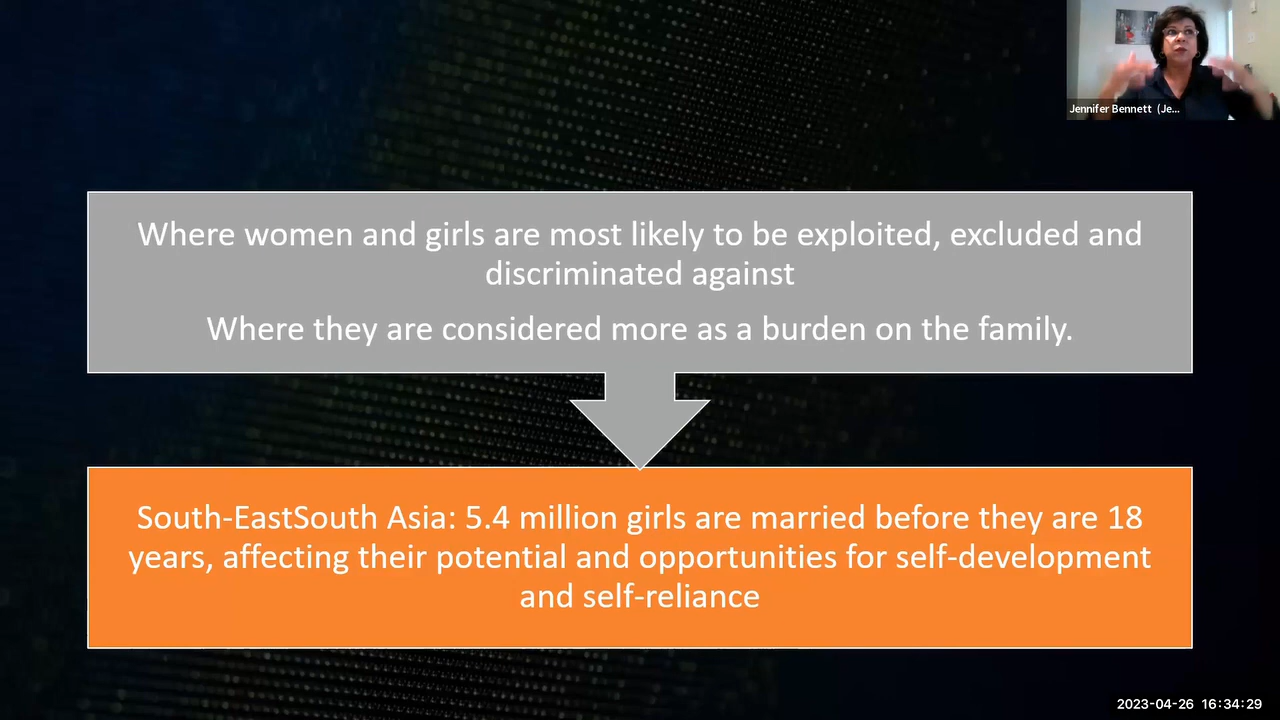 Jennifer Bennett (Je...
Where women and girls are most likely to be exploited, excluded and
discriminated against
Where they are considered more as a burden on the family.
South-EastSouth Asia: 5.4 million girls are married before they are 18
years, affecting their potential and opportunities for self-development
and self-reliance
2023-04-26 16:34:29